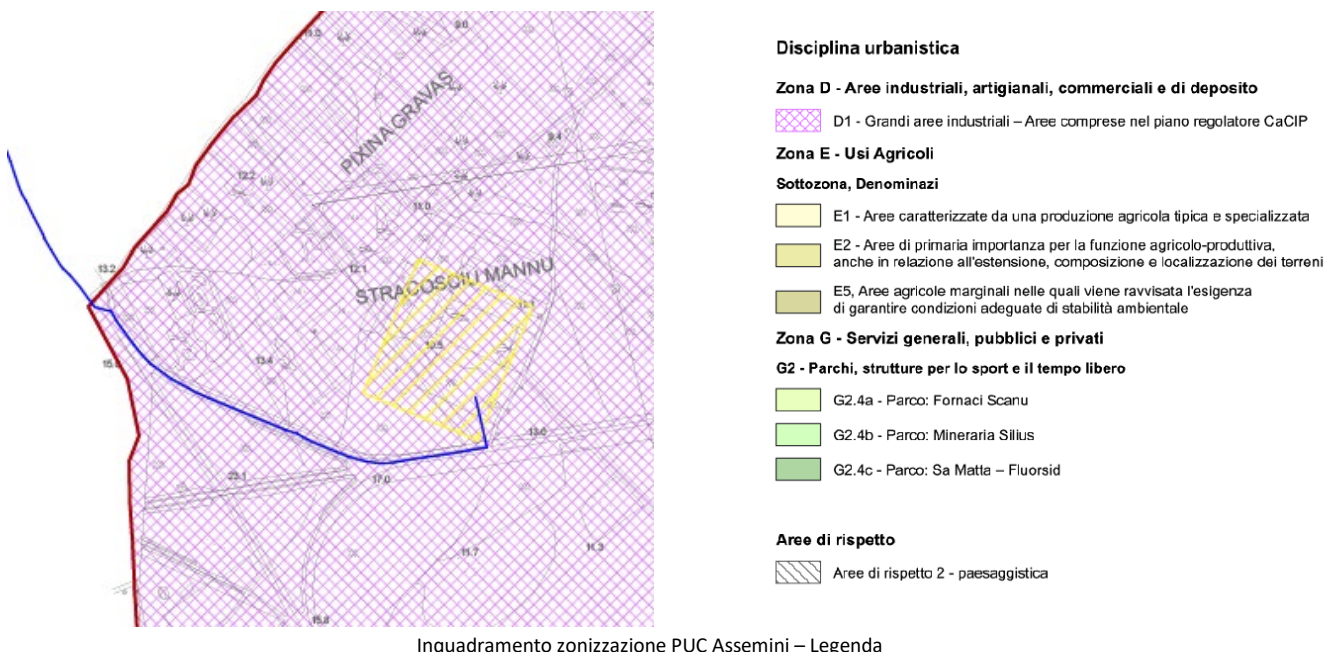 9.0
13.0
PIXINA GRAVAS
9.4
12.2
11.0
13.2
12.1
STRACOSCIU MANNU
12.1
10.5
15.0
13.4
13.6
23.1
17.0
11.7
11.3
15.8
Disciplina urbanistica
Zona D - Aree industriali, artigianali, commerciali e di deposito
D1 - Grandi aree industriali – Aree comprese nel piano regolatore CaCIP
Zona E - Usi Agricoli
Sottozona, Denominazi
E1 - Aree caratterizzate da una produzione agricola tipica e specializzata
E2 - Aree di primaria importanza per la funzione agricolo-produttiva,
anche in relazione all'estensione, composizione e localizzazione dei terreni
E5, Aree agricole marginali nelle quali viene ravvisata l'esigenza
di garantire condizioni adeguate di stabilità ambientale
Zona G - Servizi generali, pubblici e privati
G2 - Parchi, strutture per lo sport e il tempo libero
G2.4a - Parco: Fornaci Scanu
G2.4b - Parco: Mineraria Silius
G2.4c - Parco: Sa Matta – Fluorsid
Aree di rispetto
Aree di rispetto 2 - paesaggistica
Inquadramento zonizzazione PUC Assemini – Legenda